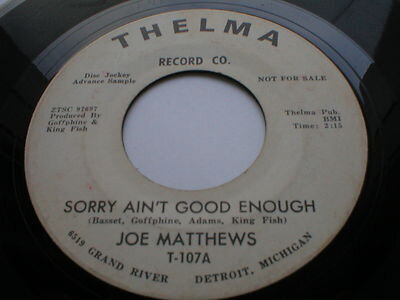 THELMA
RECORD CO.
Disc Jockey
Advance Sample
NOT FOR SALE
ZTSC 97697
Produced By
Goffphine &
King Fish
Thelma Pub.
BMI
Time: 2:15
SORRY AIN'T GOOD ENOUGH
(Basset, Goffphine, Adams, King Fish)
JOE MATTHEWS
T-107A
6519 GRAND RIVER DETROIT, MICHIGAN